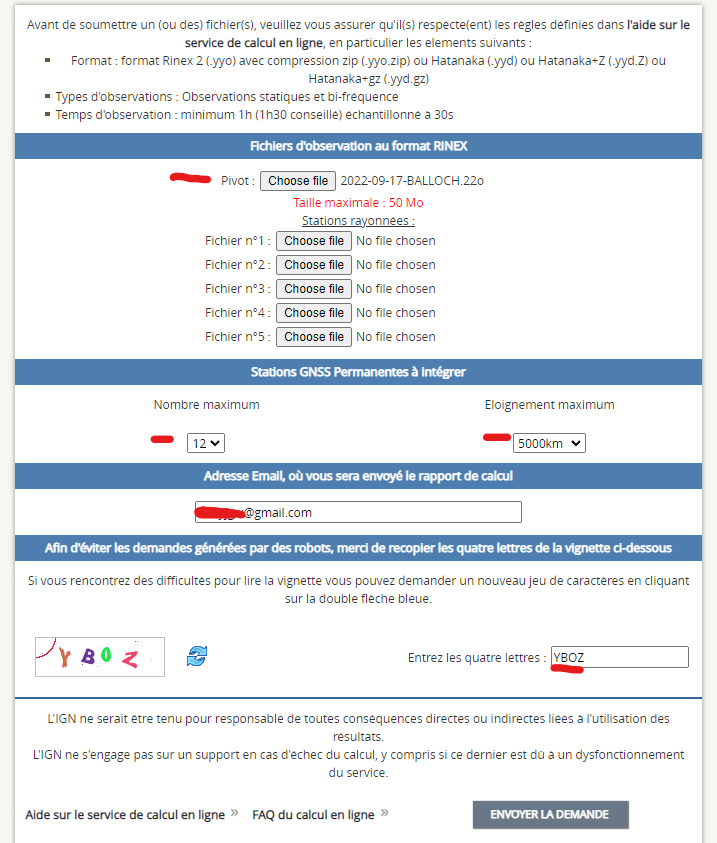 Avant de soumettre un (ou des) fichier(s), veuillez vous assurer qu'il(s) respecte(ent) les règles définies dans l'aide sur le
service de calcul en ligne, en particulier les elements suivants :
Format : format Rinex 2 (.yyo) avec compression zip (.yyo.zip) ou Hatanaka (.yyd) ou Hatanaka+Z (.yyd.Z) ou
Hatanaka+gz (.yyd.gz)
Types d'observations : Observations statiques et bi-fréquence
Temps d'observation : minimum 1h (1h30 conseillé) échantillonné à 30s
Fichiers d'observation au format RINEX
Pivot : Choose file 2022-09-17-BALLOCH.22o
Taille maximale : 50 Mo
Stations rayonnées :
Fichier n°1 : Choose file No file chosen
Fichier n°2 : Choose file No file chosen
Fichier n°3 : Choose file No file chosen
Fichier n°4 : Choose file No file chosen
Fichier n°5 : Choose file No file chosen
Stations GNSS Permanentes à intégrer
Nombre maximum Eloignement maximum
12 5000km
Adresse Email, où vous sera envoyé le rapport de calcul
@gmail.com
Afin d'éviter les demandes générées par des robots, merci de recopier les quatre lettres de la vignette ci-dessous
Si vous rencontrez des difficultés pour lire la vignette vous pouvez demander un nouveau jeu de caractères en cliquant
sur la double flèche bleue.
YBOZ Entrez les quatre lettres : YBOZ
L'IGN ne serait être tenu pour responsable de toutes conséquences directes ou indirectes liées à l'utilisation des
résultats.
L'IGN ne s'engage pas sur un support en cas d'échec du calcul, y compris si ce dernier est dû à un dysfonctionnement
du service.
Aide sur le service de calcul en ligne » FAQ du calcul en ligne » ENVOYER LA DEMANDE